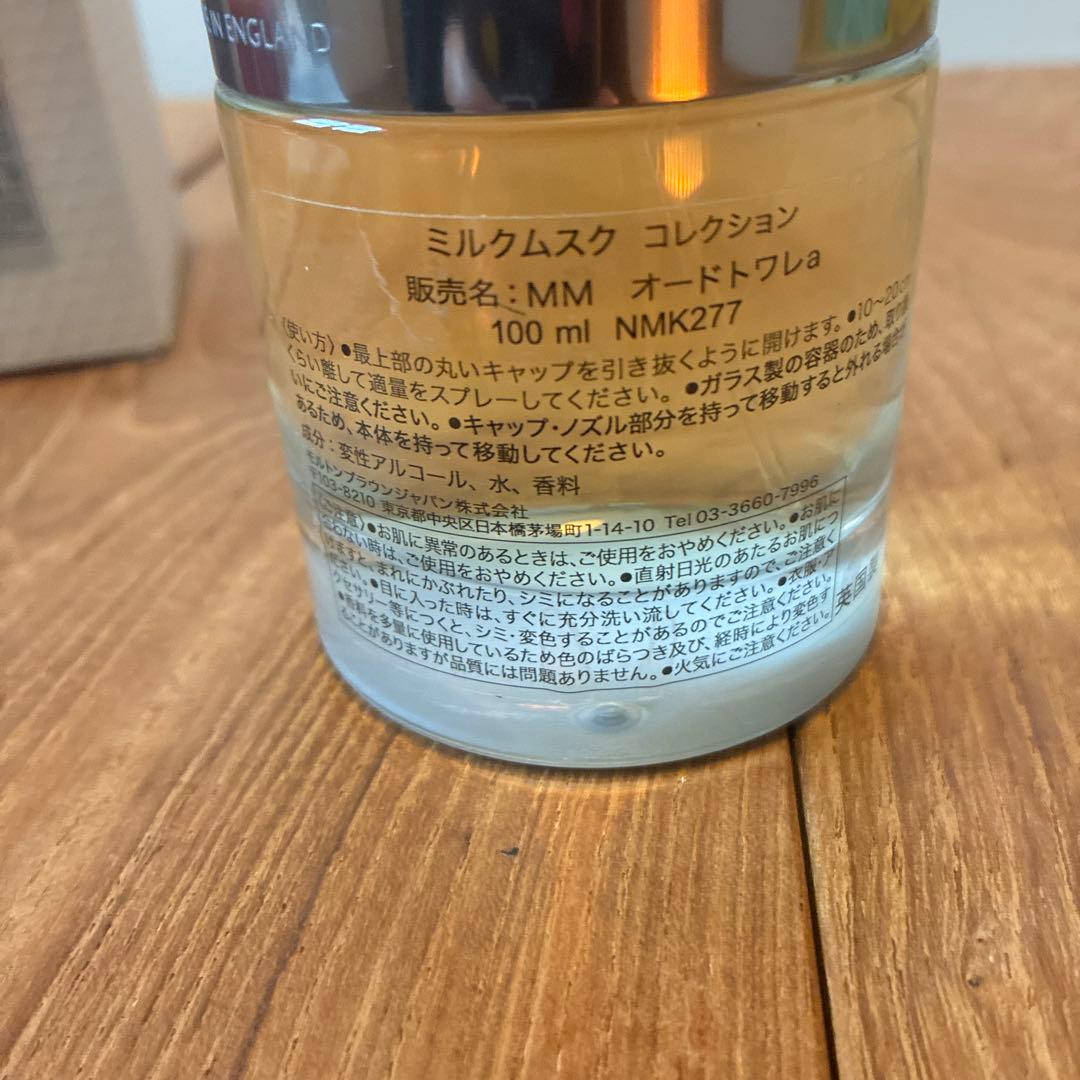 IN ENGLAND
ミルクムスク コレクション
販売名：MM オードトワレa
100 ml NMK277
〈使い方〉●最上部の丸いキャップを引き抜くように開けます。●10〜20cm
くらい離して適量をスプレーしてください。●ガラス製の容器のため、取り扱
いにご注意ください。●キャップ・ノズル部分を持って移動すると外れる場合が
あるため、本体を持って移動してください。
成分：変性アルコール、水、香料
モルトンブラウンジャパン株式会社
〒103-8210 東京都中央区日本橋茅場町1-14-10 Tel 03-3660-7996
〈ご注意〉●お肌に異常のあるときは、ご使用をおやめください。●お肌に
合わない時は、ご使用をおやめください。●直射日光のあたるお肌につ
けますと、まれにかぶれたり、シミになることがありますので、ご注意く
ださい。●目に入った時は、すぐに充分洗い流してください。●衣服・ア
クセサリー等につくと、シミ・変色することがあるのでご注意ください。
●香料を多量に使用しているため色のばらつき及び、経時により変色す
ることがありますが品質には問題ありません。●火気にご注意ください。
英国製